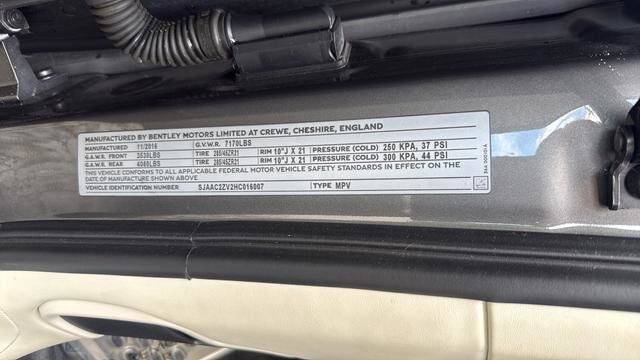 MANUFACTURED BY BENTLEY MOTORS LIMITED AT CREWE, CHESHIRE, ENGLAND
MANUFACTURED 11/2016 G.V.W.R. 7170LBS
G.A.W.R. FRONT 3538LBS TIRE 285/45ZR21 RIM 10"J X 21 PRESSURE (COLD) 250 KPA, 37 PSI
G.A.W.R. REAR 4060LBS TIRE 285/45ZR21 RIM 10"J X 21 PRESSURE (COLD) 300 KPA, 44 PSI
THIS VEHICLE CONFORMS TO ALL APPLICABLE FEDERAL MOTOR VEHICLE SAFETY STANDARDS IN EFFECT ON THE
DATE OF MANUFACTURE SHOWN ABOVE
VEHICLE IDENTIFICATION NUMBER SJAAC2ZV2HC016007 TYPE MPV